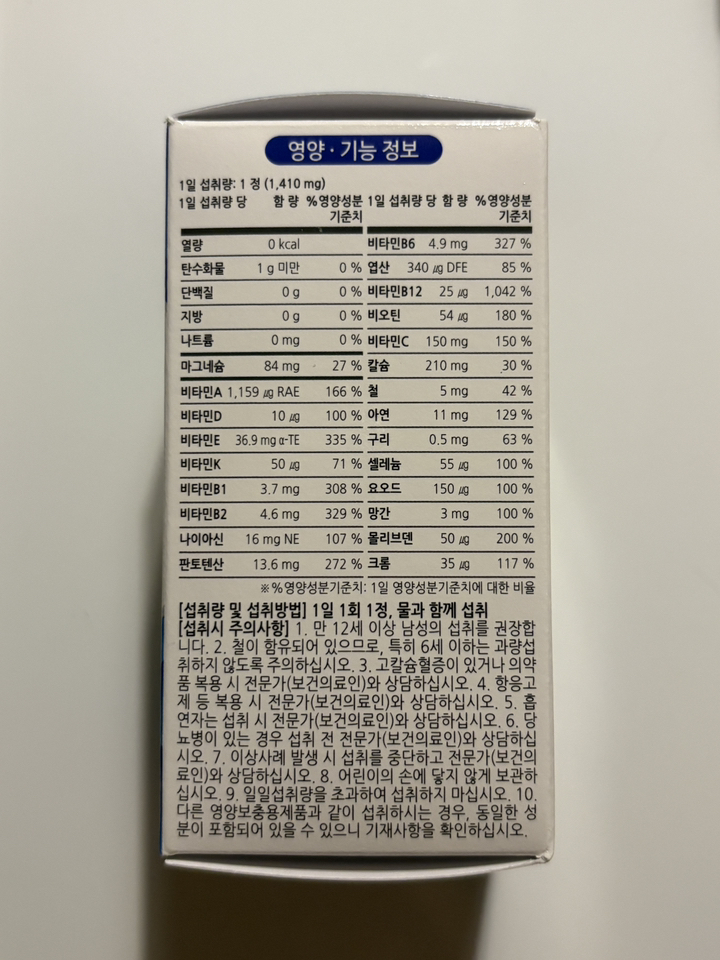 영양 · 기능 정보
1일 섭취량: 1 정 (1,410 mg)
1일 섭취량 당 함 량 %영양성분 기준치
열량 0 kcal
탄수화물 1 g 미만 0 %
단백질 0 g 0 %
지방 0 g 0 %
나트륨 0 mg 0 %
마그네슘 84 mg 27 %
비타민A 1,159 ㎍ RAE 166 %
비타민D 10 ㎍ 100 %
비타민E 36.9 mg α-TE 335 %
비타민K 50 ㎍ 71 %
비타민B1 3.7 mg 308 %
비타민B2 4.6 mg 329 %
나이아신 16 mg NE 107 %
판토텐산 13.6 mg 272 %
1일 섭취량 당 함 량 %영양성분 기준치
비타민B6 4.9 mg 327 %
엽산 340 ㎍ DFE 85 %
비타민B12 25 ㎍ 1,042 %
비오틴 54 ㎍ 180 %
비타민C 150 mg 150 %
칼슘 210 mg 30 %
철 5 mg 42 %
아연 11 mg 129 %
구리 0.5 mg 63 %
셀레늄 55 ㎍ 100 %
요오드 150 ㎍ 100 %
망간 3 mg 100 %
몰리브덴 50 ㎍ 200 %
크롬 35 ㎍ 117 %
※%영양성분기준치: 1일 영양성분기준치에 대한 비율
[섭취량 및 섭취방법] 1일 1회 1정, 물과 함께 섭취
[섭취시 주의사항] 1. 만 12세 이상 남성의 섭취를 권장합
니다. 2. 철이 함유되어 있으므로, 특히 6세 이하는 과량섭
취하지 않도록 주의하십시오. 3. 고칼슘혈증이 있거나 의약
품 복용 시 전문가(보건의료인)와 상담하십시오. 4. 항응고
제 등 복용 시 전문가(보건의료인)와 상담하십시오. 5. 흡
연자는 섭취 시 전문가(보건의료인)와 상담하십시오. 6. 당
뇨병이 있는 경우 섭취 전 전문가(보건의료인)와 상담하십
시오. 7. 이상사례 발생 시 섭취를 중단하고 전문가(보건의
료인)와 상담하십시오. 8. 어린이의 손에 닿지 않게 보관하
십시오. 9. 일일섭취량을 초과하여 섭취하지 마십시오. 10.
다른 영양보충용제품과 같이 섭취하시는 경우, 동일한 성
분이 포함되어 있을 수 있으니 기재사항을 확인하십시오.